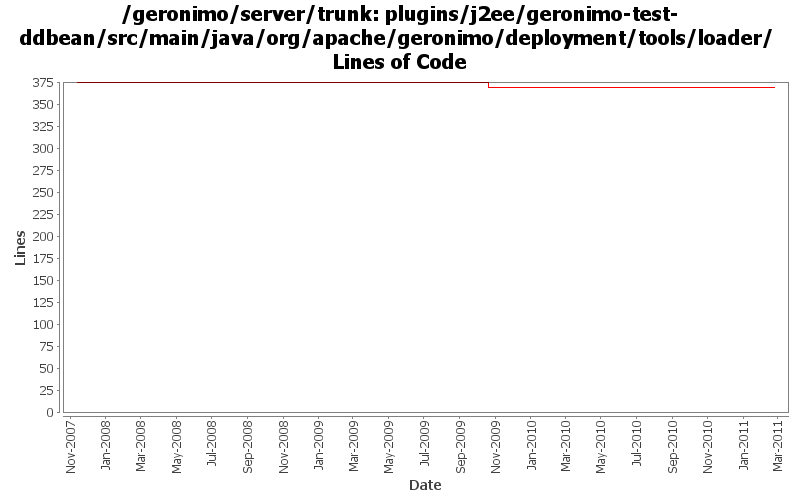 /geronimo/server/trunk: plugins/j2ee/geronimo-test-
ddbean/src/main/java/org/apache/geronimo/deployment/tools/loader/
Lines of Code
375
350
325
300
275
250
225
200
175
150
125
100
75
50
25
0
Lines
Nov-2007
Jan-2008
Mar-2008
May-2008
Jul-2008
Sep-2008
Nov-2008
Jan-2009
Mar-2009
May-2009
Jul-2009
Sep-2009
Nov-2009
Jan-2010
Mar-2010
May-2010
Jul-2010
Sep-2010
Nov-2010
Jan-2011
Mar-2011
Date